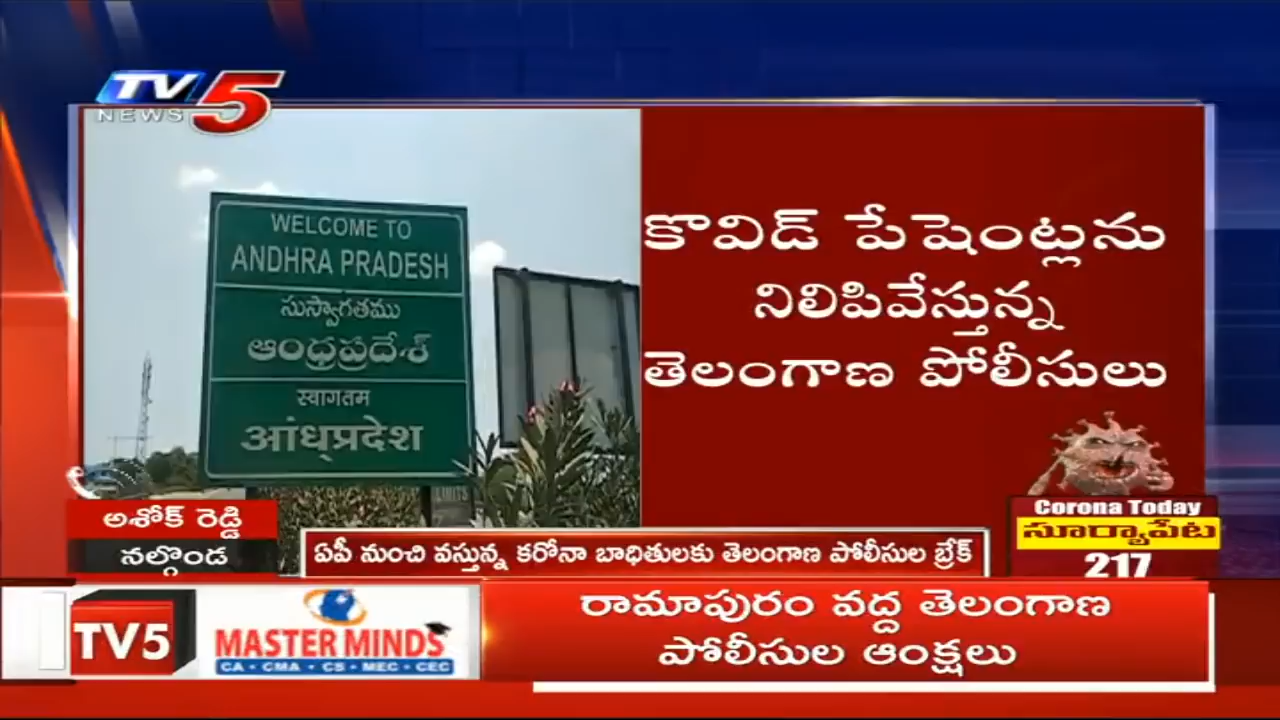 TV5
NEWS
WELCOME TO
ANDHRA PRADESH
సుస్వాగతము
ఆంధ్రప్రదేశ్
स्वागतम
आंध्प्रदेश
LIMITS
కొవిడ్ పేషెంట్లను
నిలిపివేస్తున్న
తెలంగాణ పోలీసులు
అశోక్ రెడ్డి
నల్గొండ
ఏపీ నుంచి వస్తున్న కరోనా బాధితులకు తెలంగాణ పోలీసుల బ్రేక్
Corona Today
సూర్యాపేట
217
TV5
MASTER MINDS
CA • CMA • CS • MEC • CEC
రామాపురం వద్ద తెలంగాణ
పోలీసుల ఆంక్షలు